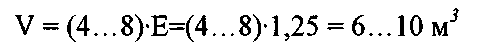 V = (4…8)·E=(4…8)·1,25 = 6…10 м³